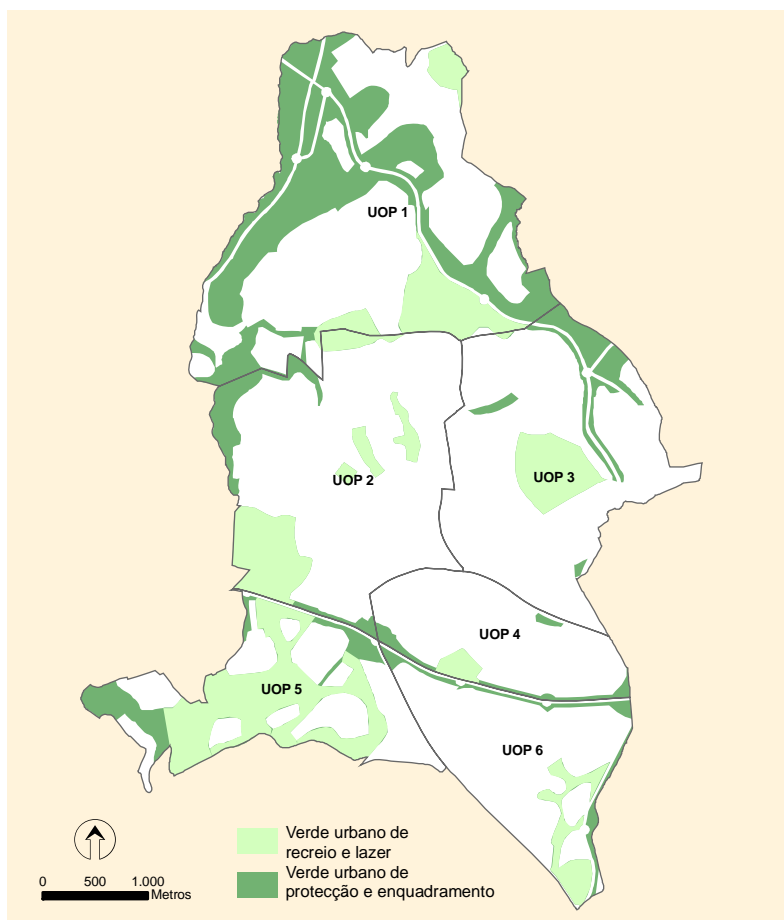 UOP 1
UOP 2
UOP 3
UOP 4
UOP 5
UOP 6
Verde urbano de
recreio e lazer
Verde urbano de
protecção e enquadramento
0 500 1.000
Metros